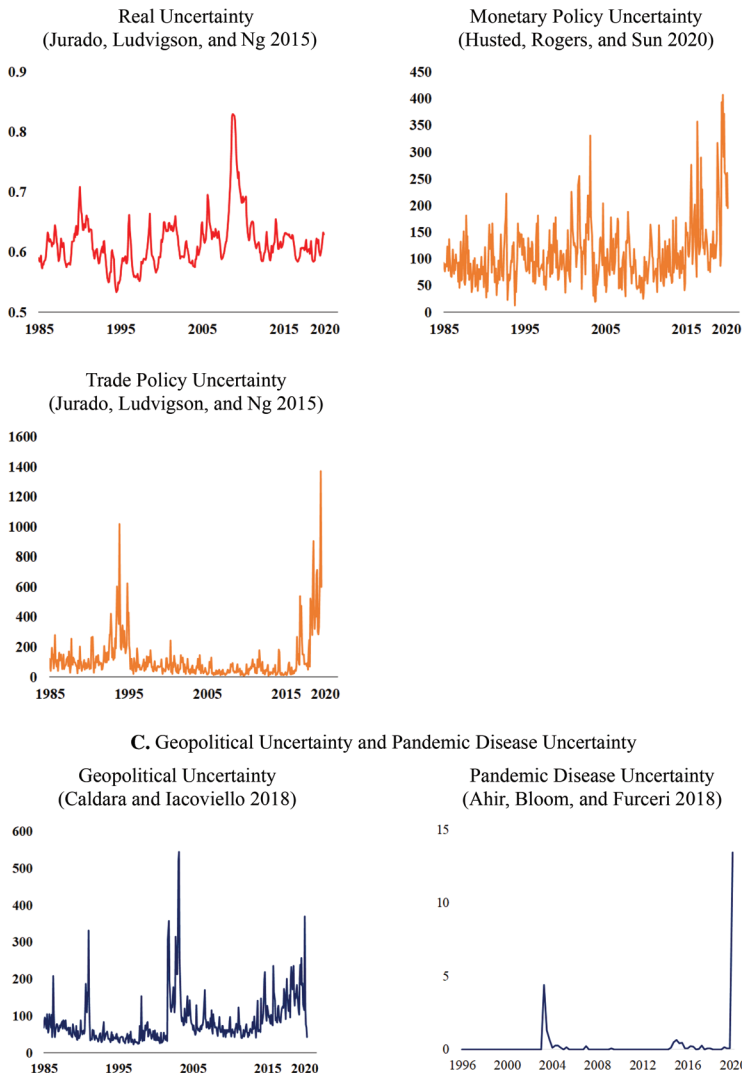 Real Uncertainty
(Jurado, Ludvigson, and Ng 2015)
0.9
0.8
0.7
0.6
0.5
1985 1995 2005 2015 2020
Monetary Policy Uncertainty
(Husted, Rogers, and Sun 2020)
450
400
350
300
250
200
150
100
50
0
1985 1995 2005 2015 2020
Trade Policy Uncertainty
(Jurado, Ludvigson, and Ng 2015)
1600
1400
1200
1000
800
600
400
200
0
1985 1995 2005 2015 2020
C. Geopolitical Uncertainty and Pandemic Disease Uncertainty
Geopolitical Uncertainty
(Caldara and Iacoviello 2018)
600
500
400
300
200
100
0
1985 1995 2005 2015 2020
Pandemic Disease Uncertainty
(Ahir, Bloom, and Furceri 2018)
15
10
5
0
1996 2000 2003 2008 2012 2016 2020